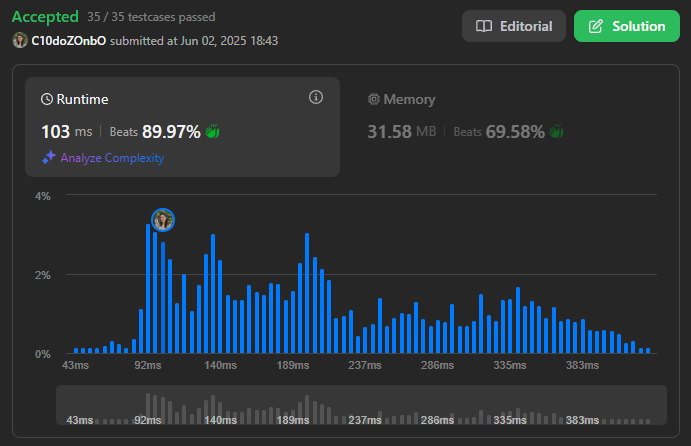 Accepted 35 / 35 testcases passed
Editorial
Solution
C10doZOnbO submitted at Jun 02, 2025 18:43
Runtime
103 ms | Beats 89.97%
Analyze Complexity
Memory
31.58 MB | Beats 69.58%
4%
2%
0%
43ms 92ms 140ms 189ms 237ms 286ms 335ms 383ms
43ms 92ms 140ms 189ms 237ms 286ms 335ms 383ms